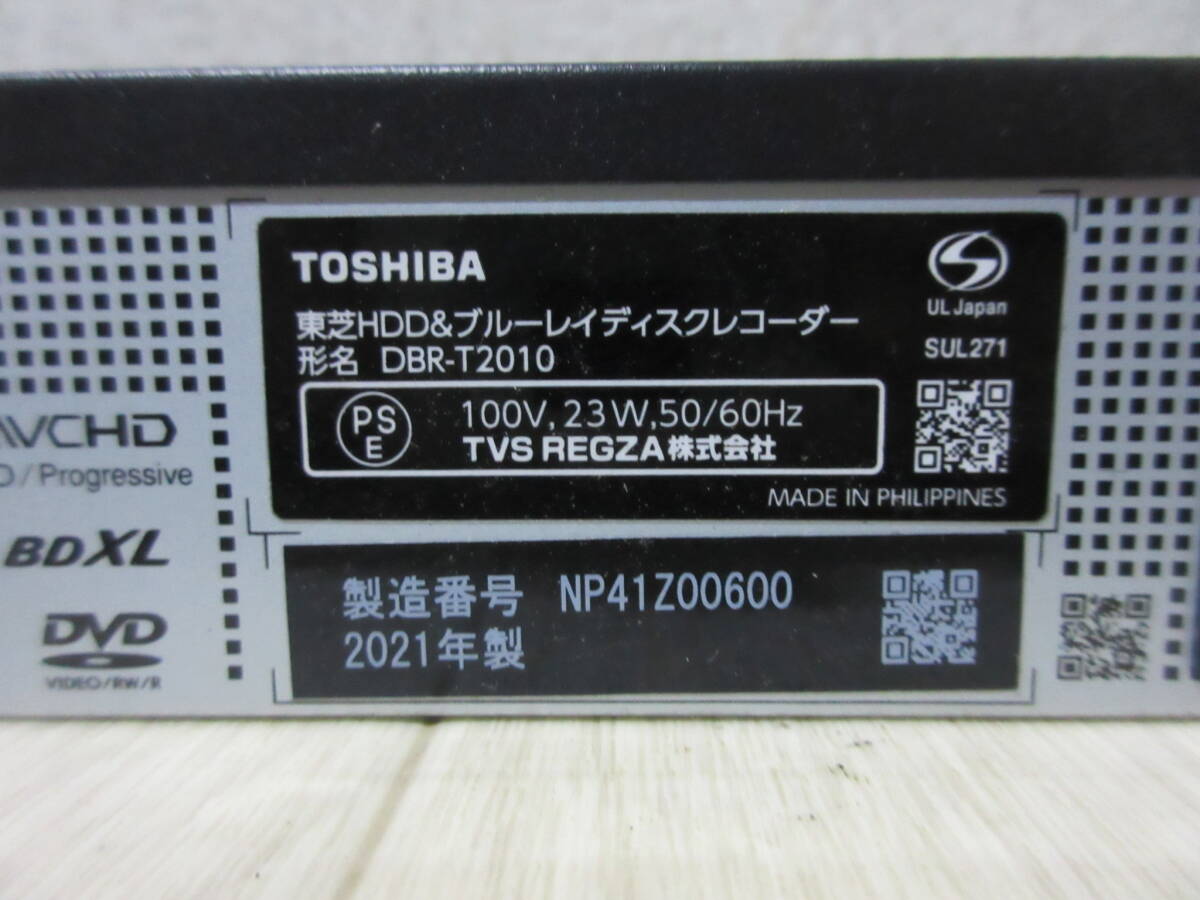 TOSHIBA
東芝HDD&ブルーレイディスクレコーダー
形名 DBR-T2010
PS
E
100V, 23W, 50/60Hz
TVS REGZA株式会社
MADE IN PHILIPPINES
S
UL Japan
SUL271
AVCHD
D/Progressive
BDXL
DVD
VIDEO/RW/R
製造番号 NP41Z00600
2021年製